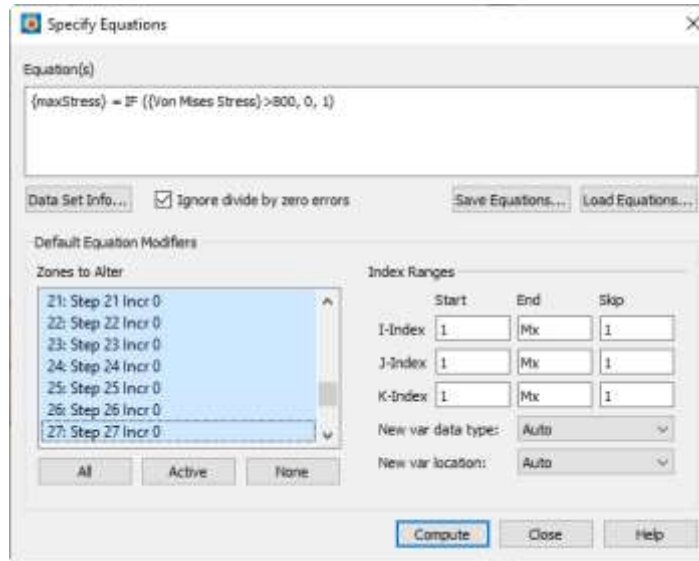 Specify Equations
Equation(s)
{maxStress} = IF ({Von Mises Stress}>800, 0, 1)
Data Set Info...
Ignore divide by zero errors
Save Equations...
Load Equations...
Default Equation Modifiers
Zones to Alter
21: Step 21 Incr 0
22: Step 22 Incr 0
23: Step 23 Incr 0
24: Step 24 Incr 0
25: Step 25 Incr 0
26: Step 26 Incr 0
27: Step 27 Incr 0
All
Active
None
Index Ranges
Start End Skip
I-Index 1 Mx 1
J-Index 1 Mx 1
K-Index 1 Mx 1
New var data type: Auto
New var location: Auto
Compute
Close
Help